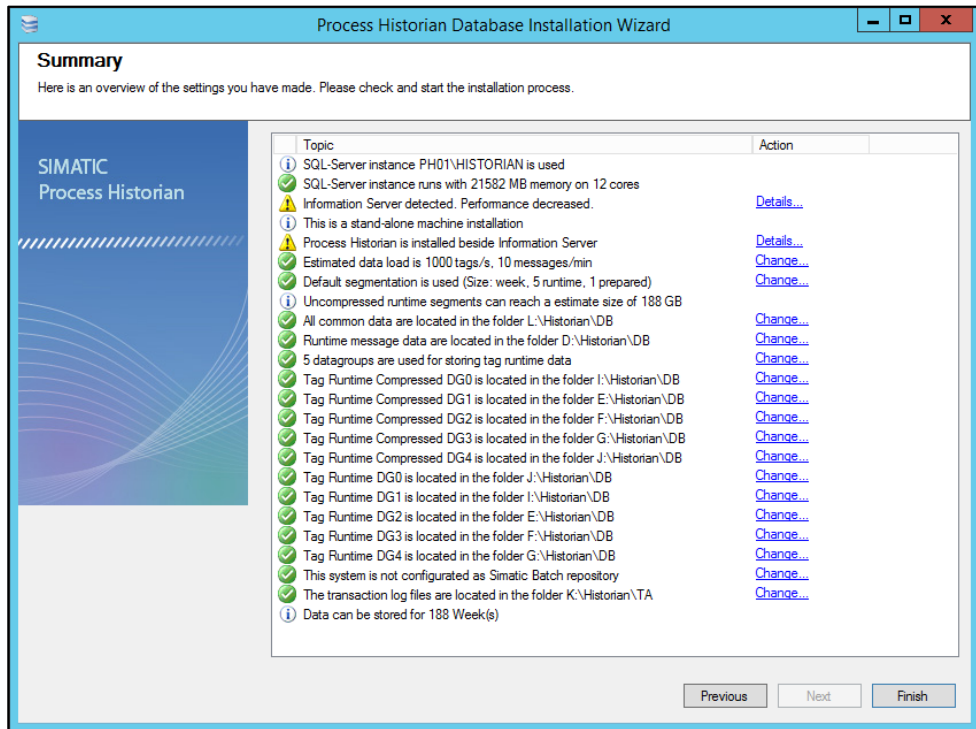 Process Historian Database Installation Wizard
Summary
Here is an overview of the settings you have made. Please check and start the installation process.
SIMATIC
Process Historian
Topic Action
SQL-Server instance PH01\HISTORIAN is used
SQL-Server instance runs with 21582 MB memory on 12 cores
Information Server detected. Performance decreased. Details...
This is a stand-alone machine installation
Process Historian is installed beside Information Server Details...
Estimated data load is 1000 tags/s, 10 messages/min Change...
Default segmentation is used (Size: week, 5 runtime, 1 prepared) Change...
Uncompressed runtime segments can reach a estimate size of 188 GB
All common data are located in the folder L:\Historian\DB Change...
Runtime message data are located in the folder D:\Historian\DB Change...
5 datagroups are used for storing tag runtime data Change...
Tag Runtime Compressed DG0 is located in the folder I:\Historian\DB Change...
Tag Runtime Compressed DG1 is located in the folder E:\Historian\DB Change...
Tag Runtime Compressed DG2 is located in the folder F:\Historian\DB Change...
Tag Runtime Compressed DG3 is located in the folder G:\Historian\DB Change...
Tag Runtime Compressed DG4 is located in the folder J:\Historian\DB Change...
Tag Runtime DG0 is located in the folder J:\Historian\DB Change...
Tag Runtime DG1 is located in the folder I:\Historian\DB Change...
Tag Runtime DG2 is located in the folder E:\Historian\DB Change...
Tag Runtime DG3 is located in the folder F:\Historian\DB Change...
Tag Runtime DG4 is located in the folder G:\Historian\DB Change...
This system is not configurated as Simatic Batch repository Change...
The transaction log files are located in the folder K:\Historian\TA Change...
Data can be stored for 188 Week(s)
Previous Next Finish